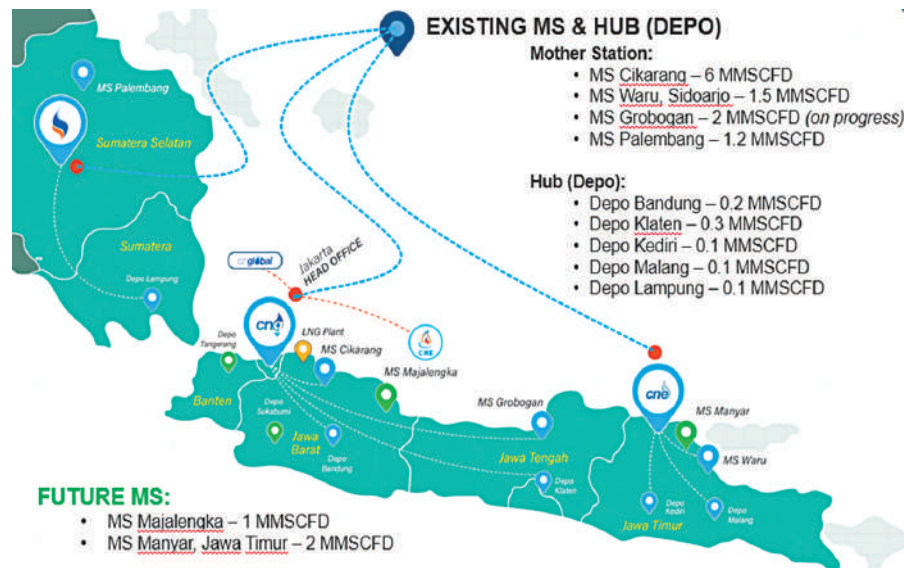 EXISTING MS & HUB (DEPO)
Mother Station:
• MS Cikarang – 6 MMSCFD
• MS Waru, Sidoarjo – 1.5 MMSCFD
• MS Grobogan – 2 MMSCFD (on progress)
• MS Palembang – 1.2 MMSCFD
Hub (Depo):
• Depo Bandung – 0.2 MMSCFD
• Depo Klaten – 0.3 MMSCFD
• Depo Kediri – 0.1 MMSCFD
• Depo Malang – 0.1 MMSCFD
• Depo Lampung – 0.1 MMSCFD
MS Palembang
Sumatera Selatan
Sumatera
Depo Lampung
cnglobal
Jakarta
HEAD OFFICE
CNE
cng
Depo
Tangerang
LNG Plant
MS Cikarang
MS Majalengka
Banten
Depo
Sukabumi
Jawa
Barat
Depo
Bandung
MS Grobogan
Jawa Tengah
Depo
Klaten
cne
MS Manyar
MS Waru
Depo
Kediri
Depo
Malang
Jawa Timur
FUTURE MS:
• MS Majalengka – 1 MMSCFD
• MS Manyar, Jawa Timur – 2 MMSCFD